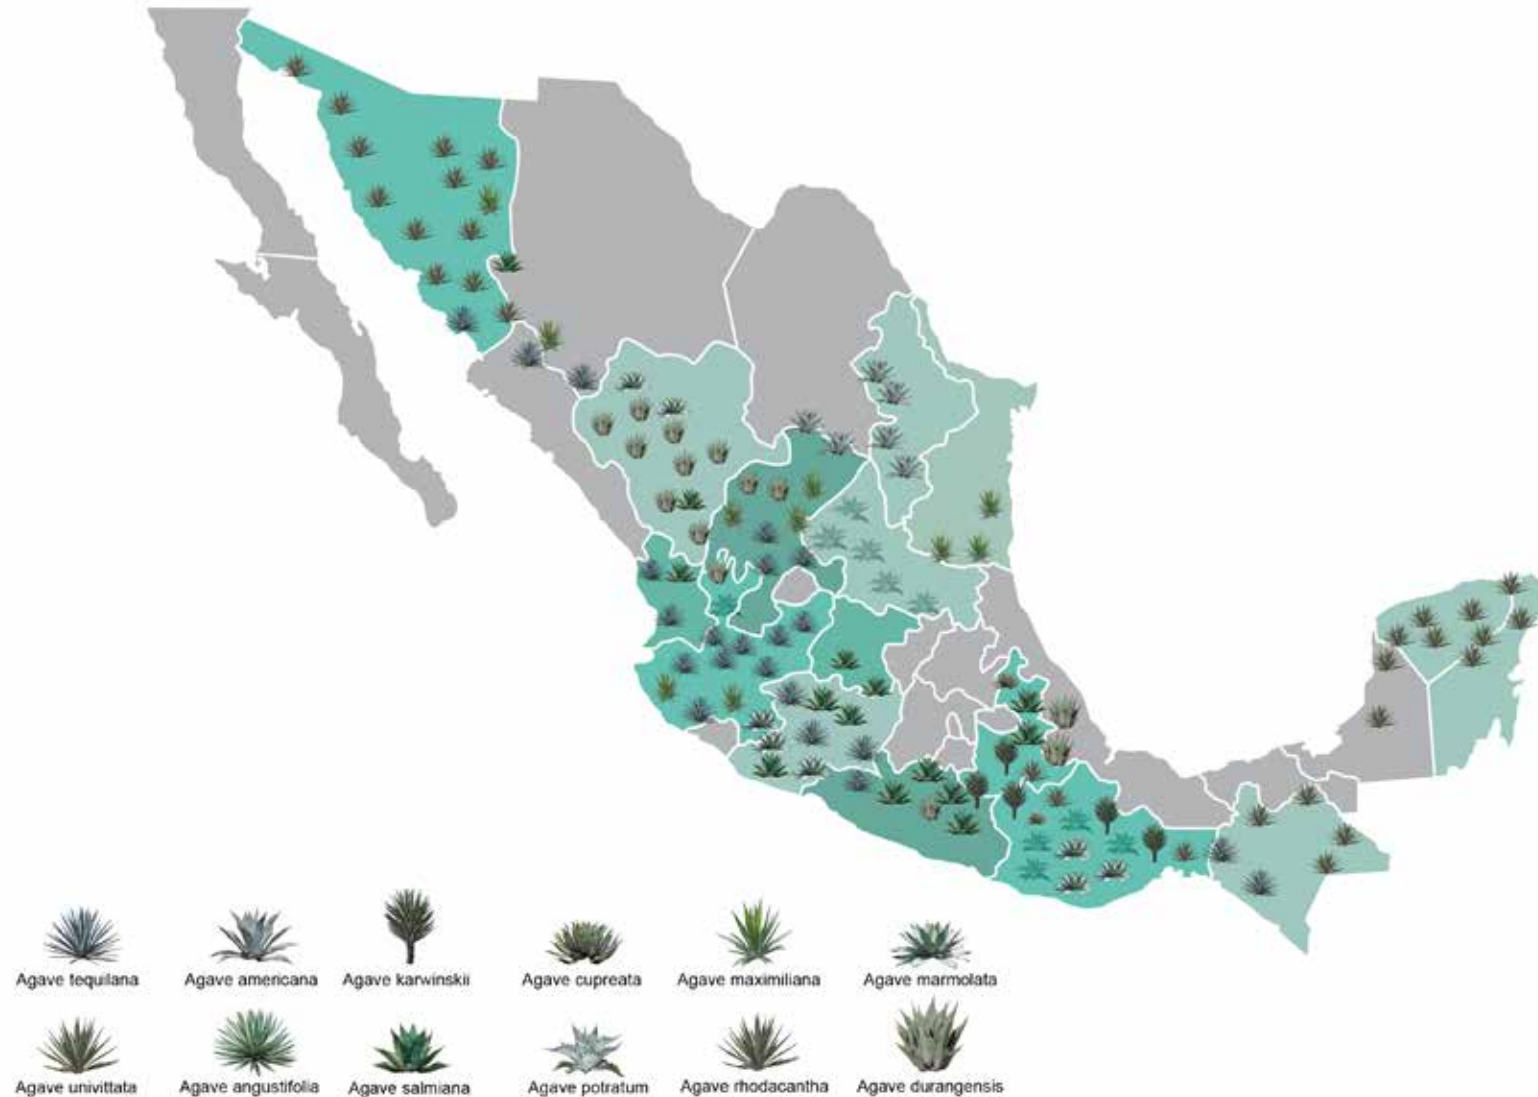 Agave tequilana
Agave americana
Agave karwinskii
Agave cupreata
Agave maximiliana
Agave marmolata
Agave univittata
Agave angustifolia
Agave salmiana
Agave potratum
Agave rhodacantha
Agave durangensis